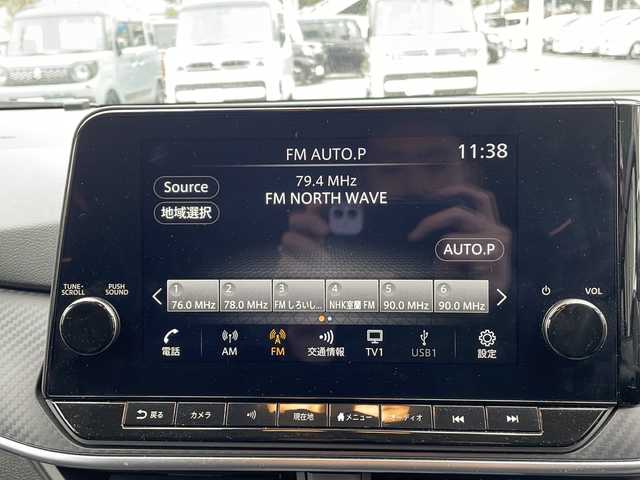 FM AUTO.P
11:38
Source
79.4 MHz
FM NORTH WAVE
地域選択
AUTO.P
TUNE・SCROLL
PUSH SOUND
VOL
1 2 3 4 5 6
76.0 MHz 78.0 MHz FM しろいし... NHK室蘭 FM 90.0 MHz 90.0 MHz
電話 AM FM 交通情報 TV1 USB1 設定
戻る カメラ 現在地 メニュー オーディオ